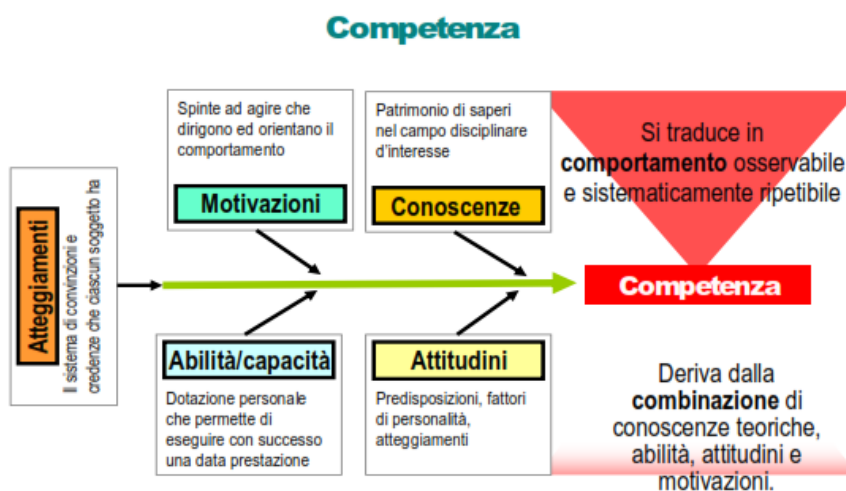 Competenza
Spinte ad agire che
dirigono ed orientano il
comportamento
Motivazioni
Patrimonio di saperi
nel campo disciplinare
d'interesse
Conoscenze
Si traduce in
comportamento osservabile
e sistematicamente ripetibile
Atteggiamenti
Il sistema di convinzioni e
credenze che ciascun soggetto ha
Competenza
Abilità/capacità
Dotazione personale
che permette di
eseguire con successo
una data prestazione
Attitudini
Predisposizioni, fattori
di personalità,
atteggiamenti
Deriva dalla
combinazione di
conoscenze teoriche,
abilità, attitudini e
motivazioni.